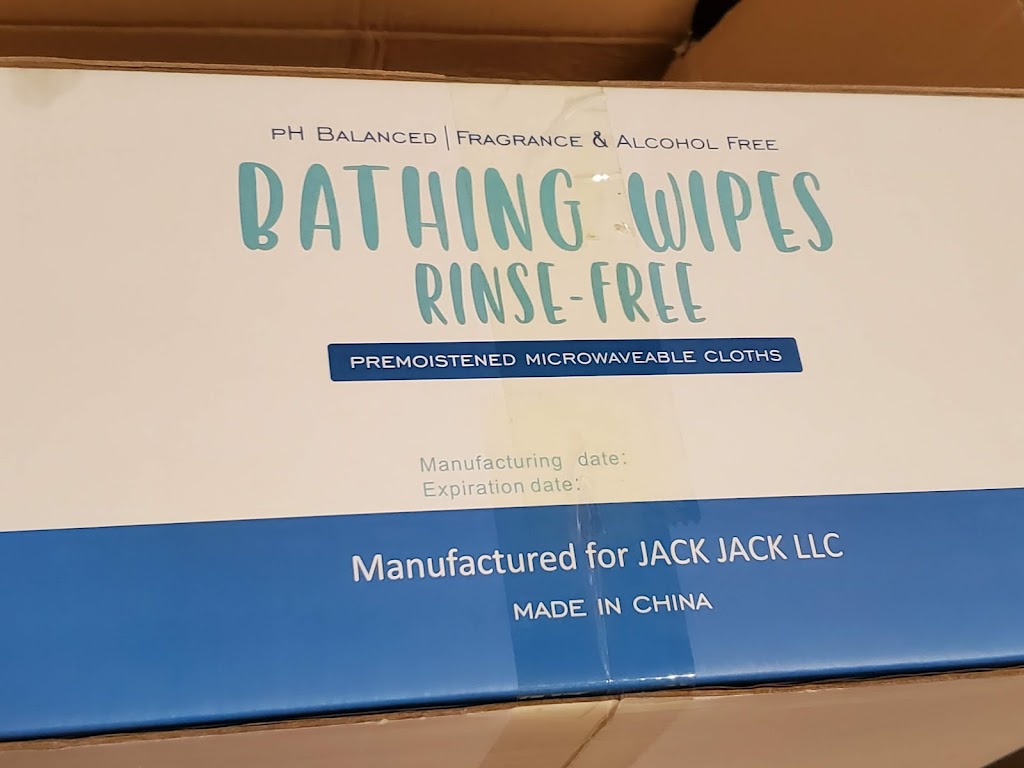 pH BALANCED | FRAGRANCE & ALCOHOL FREE
BATHING WIPES
RINSE-FREE
PREMOISTENED MICROWAVEABLE CLOTHS
Manufacturing date:
Expiration date:
Manufactured for JACK JACK LLC
MADE IN CHINA